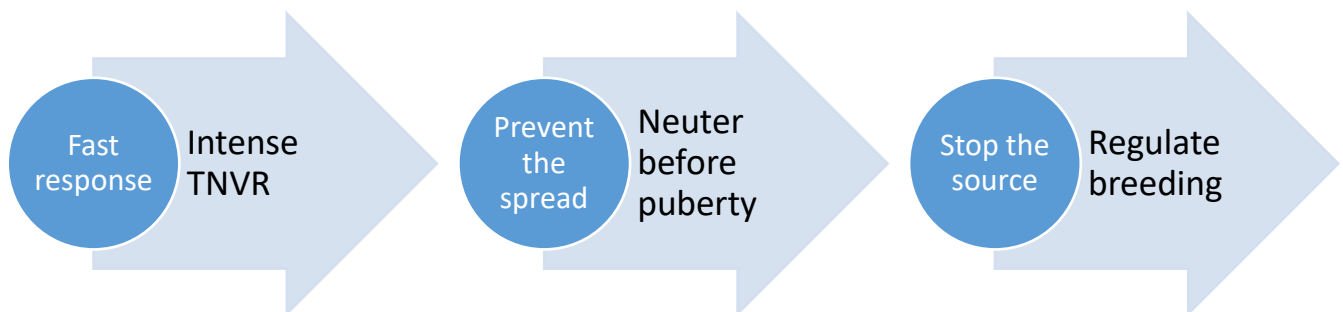 Fast
response
Intense
TNVR
Prevent
the
spread
Neuter
before
puberty
Stop the
source
Regulate
breeding